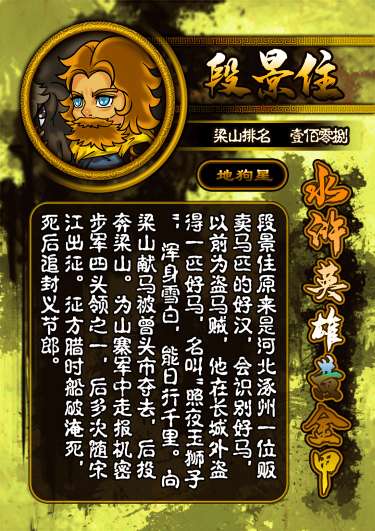 段景住
梁山排名 壹佰零捌
地狗星
水浒英雄黄金甲
段景住原来是河北涿州一位贩
卖马匹的好汉，会识别好马，
以前为盗马贼，他在长城外盗
得一匹好马，名叫"照夜玉狮子
"，浑身雪白，能日行千里。向
梁山献马被曾头市夺去，后投
奔梁山。为山寨军中走报机密
步军四头领之一，后多次随宋
江出征。征方腊时船破淹死，
死后追封义节郎。